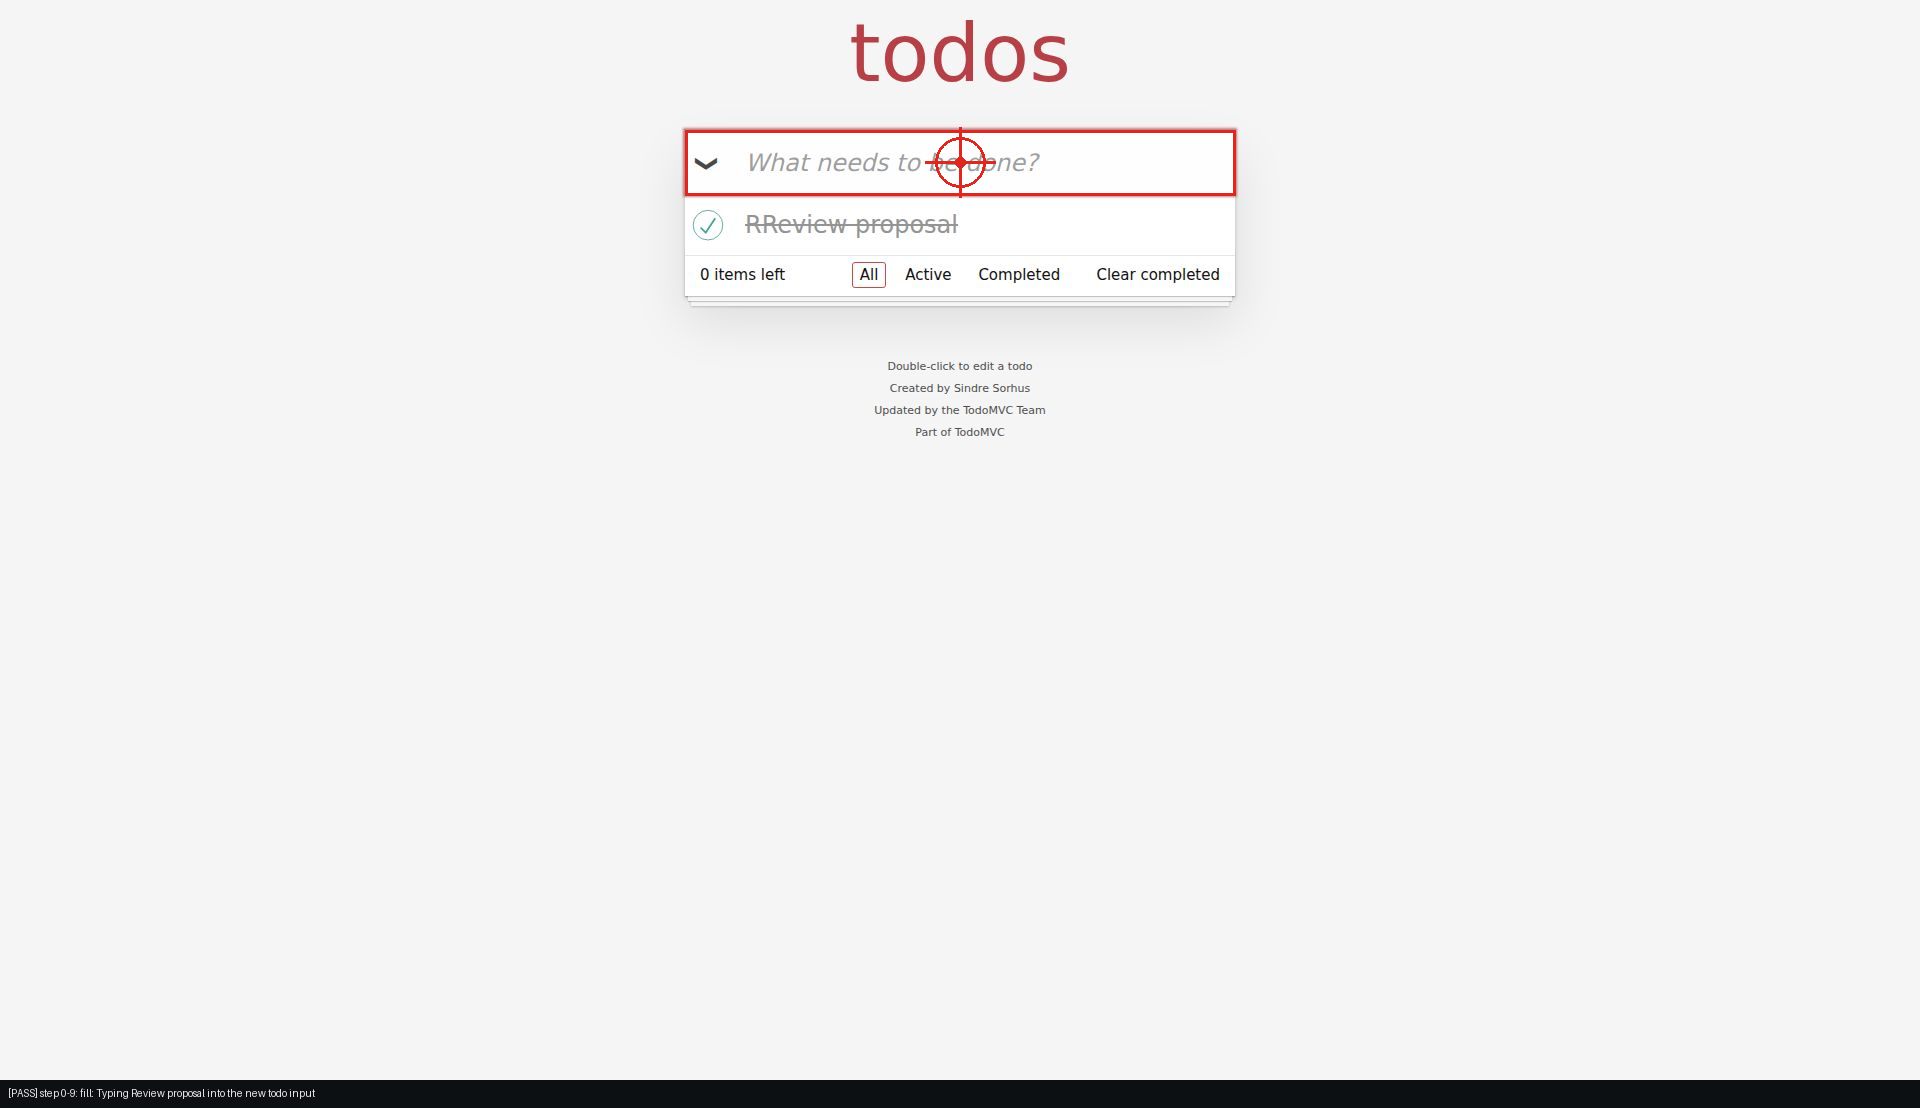 todos
What needs to be done?
RReview proposal
0 items left
All
Active
Completed
Clear completed
Double-click to edit a todo
Created by Sindre Sorhus
Updated by the TodoMVC Team
Part of TodoMVC
[PASS] step 0-9: fill: Typing Review proposal into the new todo input